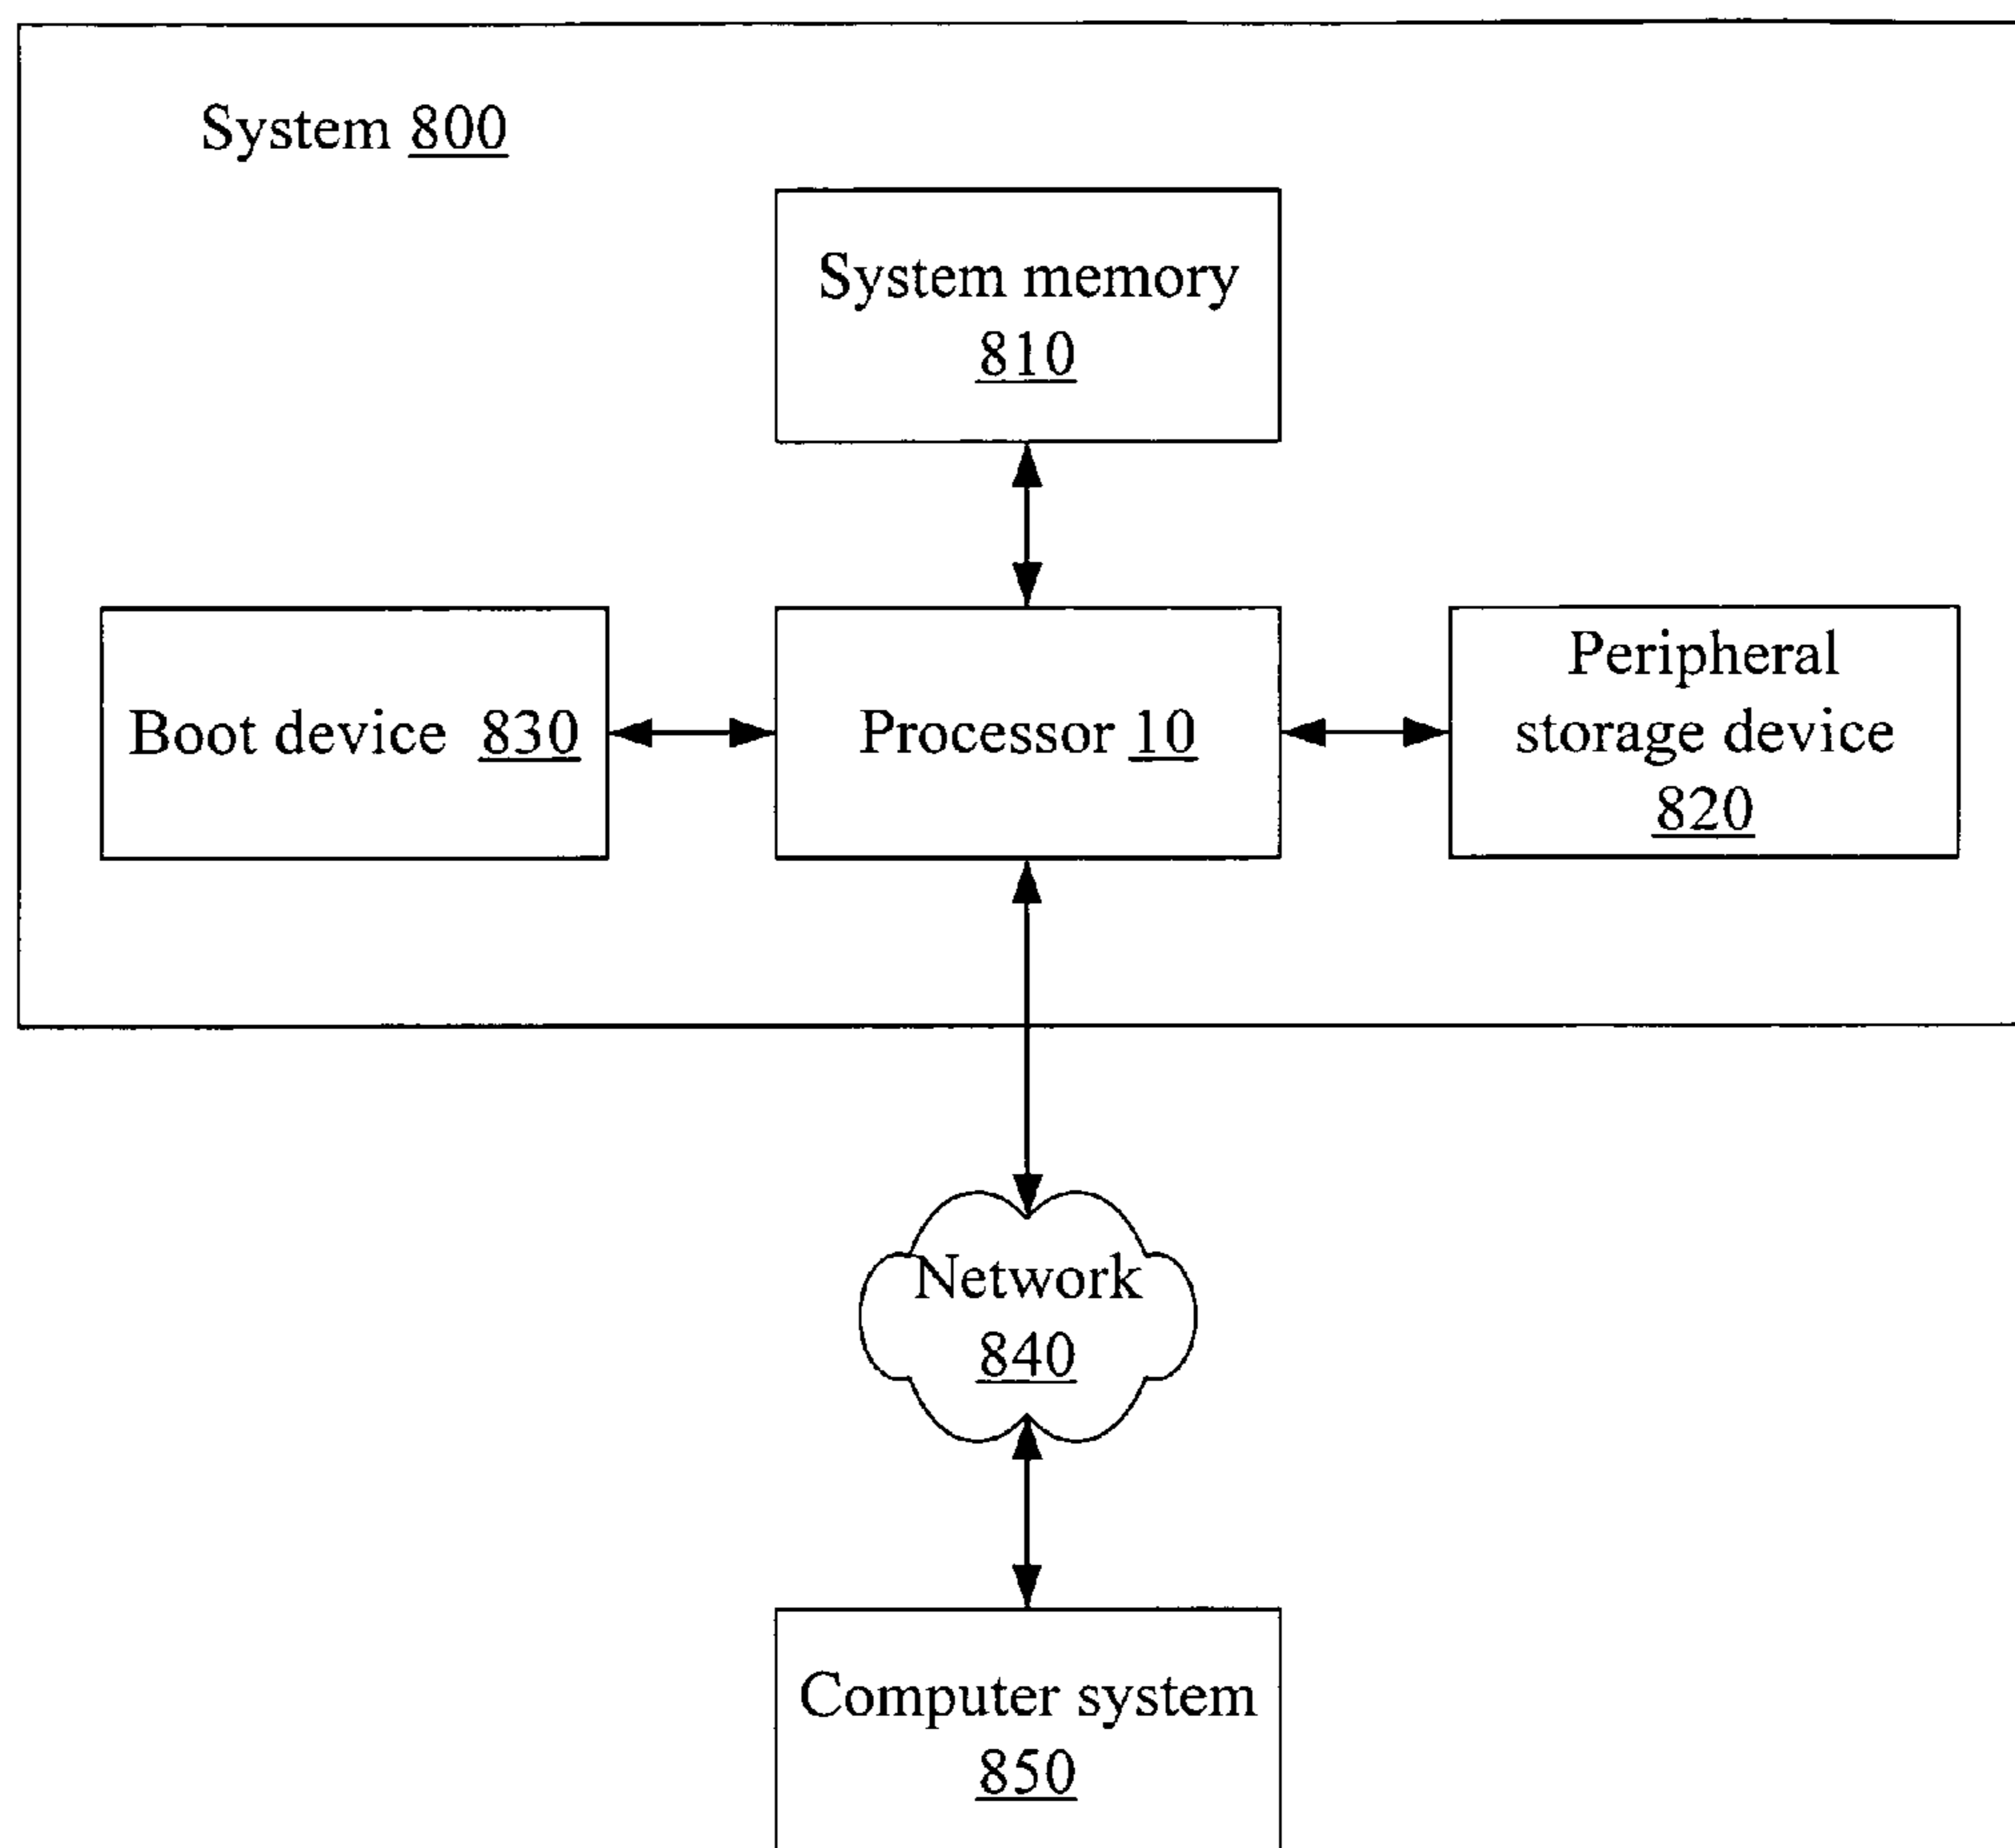 System 800
System memory
810
Boot device 830
Processor 10
Peripheral
storage device
820
Network
840
Computer system
850